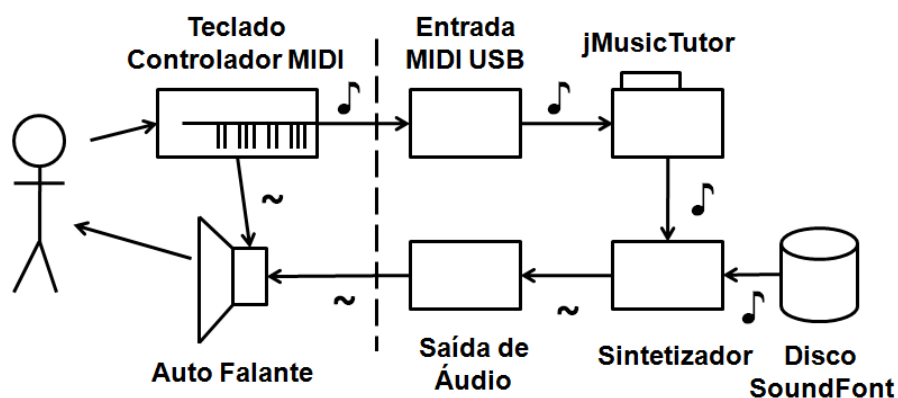 Teclado
Controlador MIDI
Entrada
MIDI USB
jMusicTutor
~
~
~
Auto Falante
Saída de
Áudio
Sintetizador
Disco
SoundFont